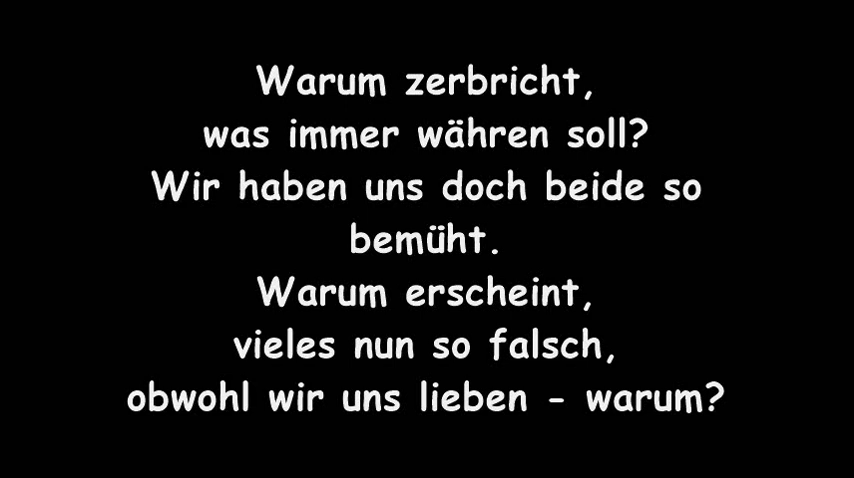 Warum zerbricht,
was immer währen soll?
Wir haben uns doch beide so
bemüht.
Warum erscheint,
vieles nun so falsch,
obwohl wir uns lieben - warum?